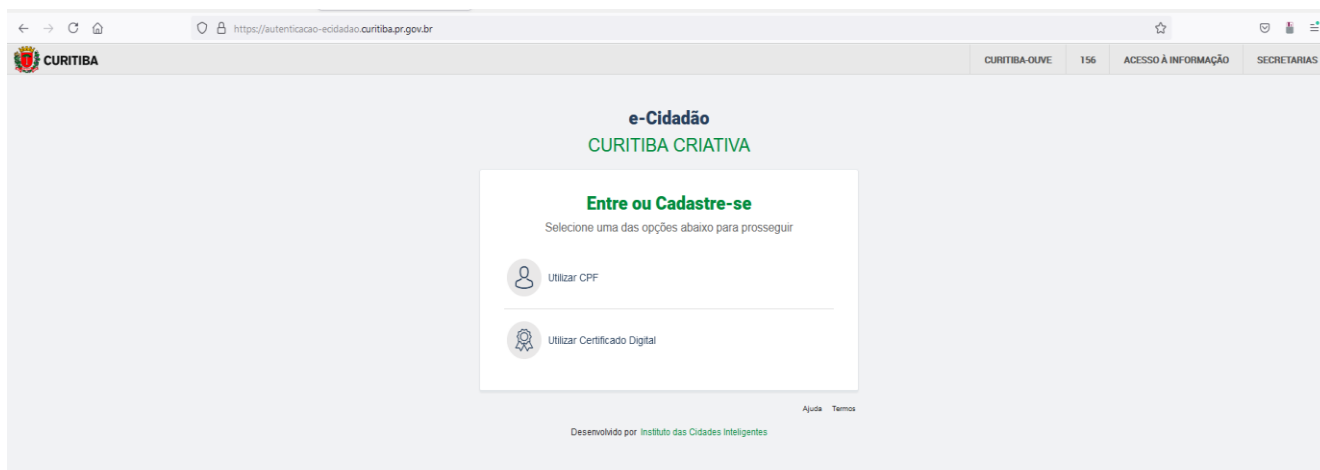 https://autenticacao-ecidadao.curitiba.pr.gov.br
CURITIBA CURITIBA-OUVE 156 ACESSO À INFORMAÇÃO SECRETARIAS
e-Cidadão
CURITIBA CRIATIVA
Entre ou Cadastre-se
Selecione uma das opções abaixo para prosseguir
Utilizar CPF
Utilizar Certificado Digital
Ajuda Termos
Desenvolvido por Instituto das Cidades Inteligentes